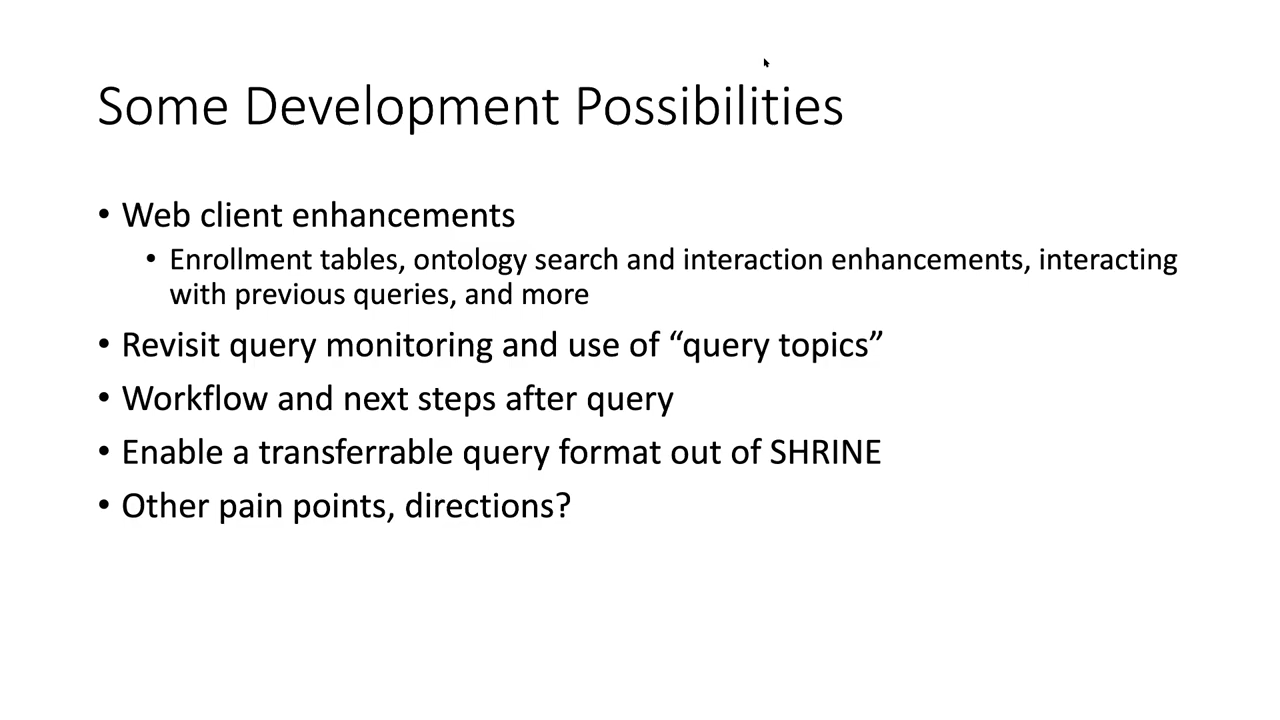 Some Development Possibilities
• Web client enhancements
• Enrollment tables, ontology search and interaction enhancements, interacting
with previous queries, and more
• Revisit query monitoring and use of “query topics”
• Workflow and next steps after query
• Enable a transferrable query format out of SHRINE
• Other pain points, directions?